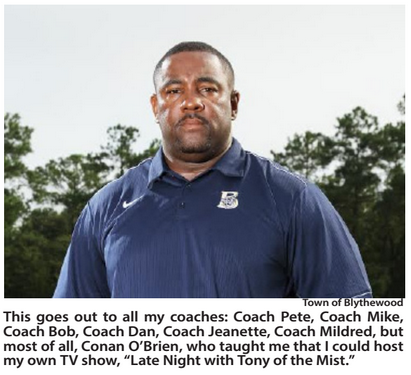 Town of Blythewood
This goes out to all my coaches: Coach Pete, Coach Mike,
Coach Bob, Coach Dan, Coach Jeanette, Coach Mildred, but
most of all, Conan O’Brien, who taught me that I could host
my own TV show, “Late Night with Tony of the Mist.”